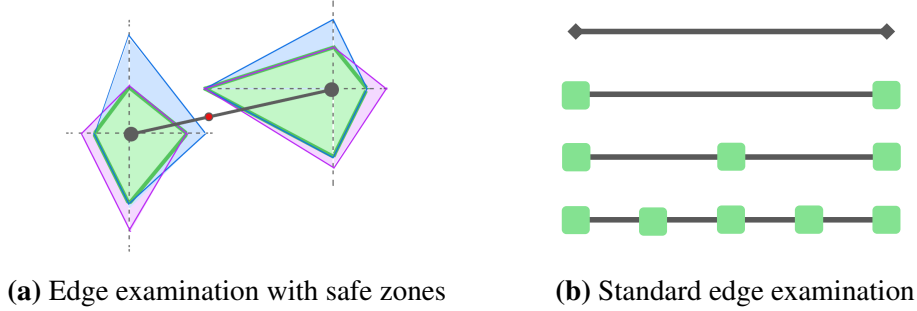 (a) Edge examination with safe zones
(b) Standard edge examination